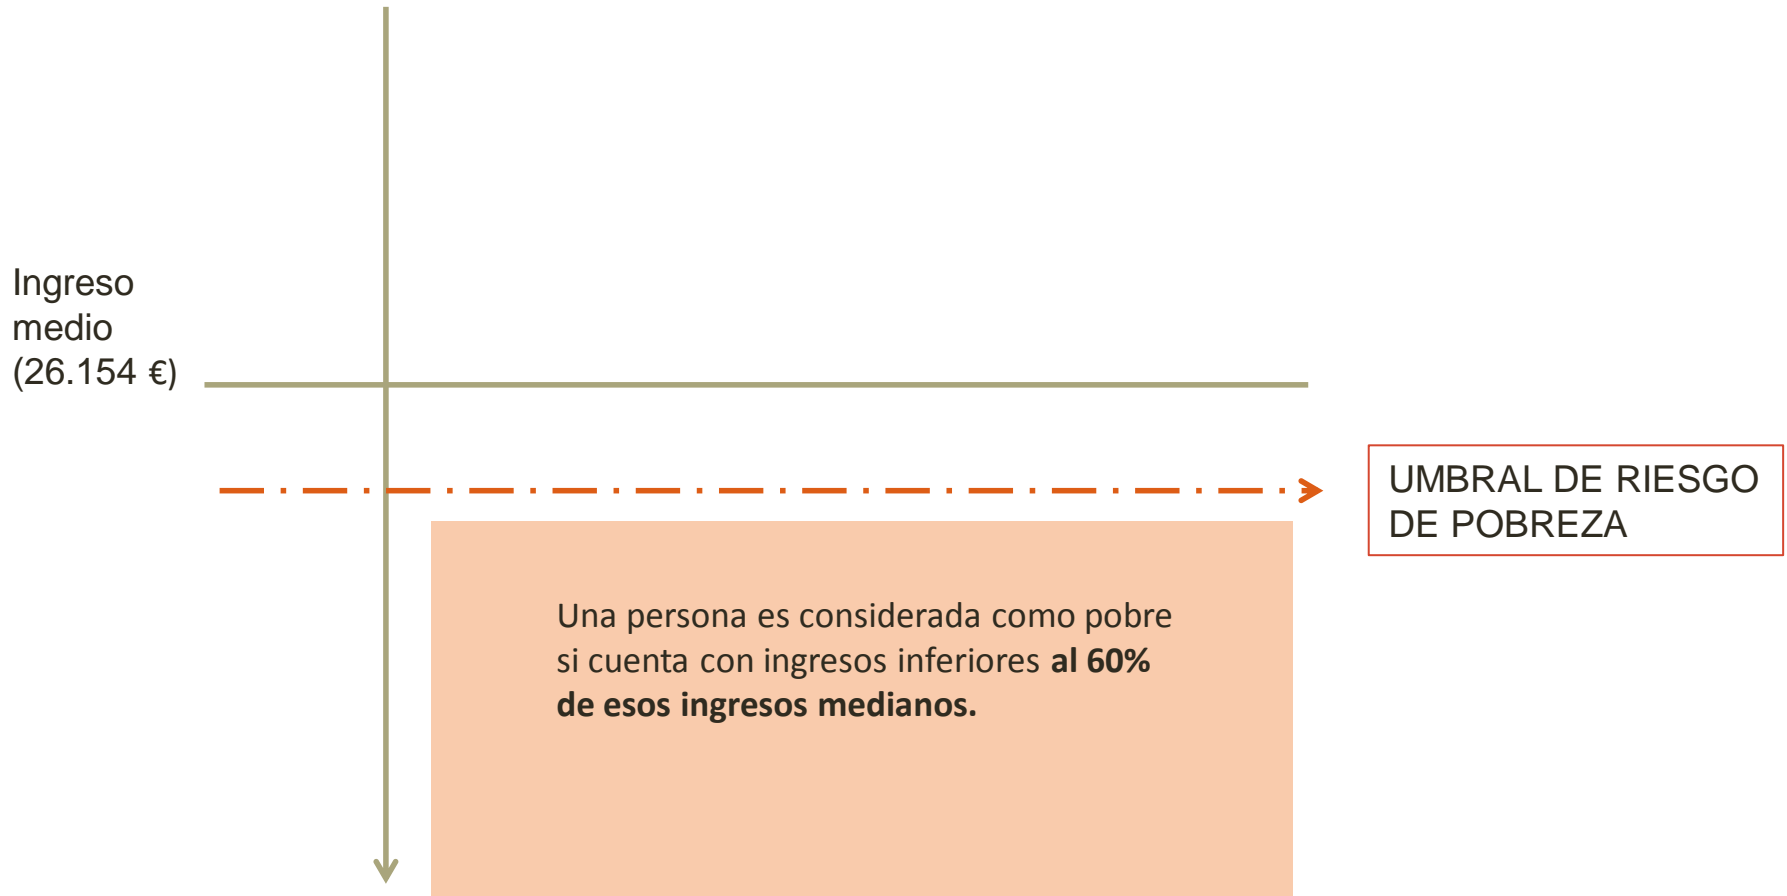 Ingreso
medio
(26.154 €)
UMBRAL DE RIESGO
DE POBREZA
Una persona es considerada como pobre
si cuenta con ingresos inferiores al 60%
de esos ingresos medianos.